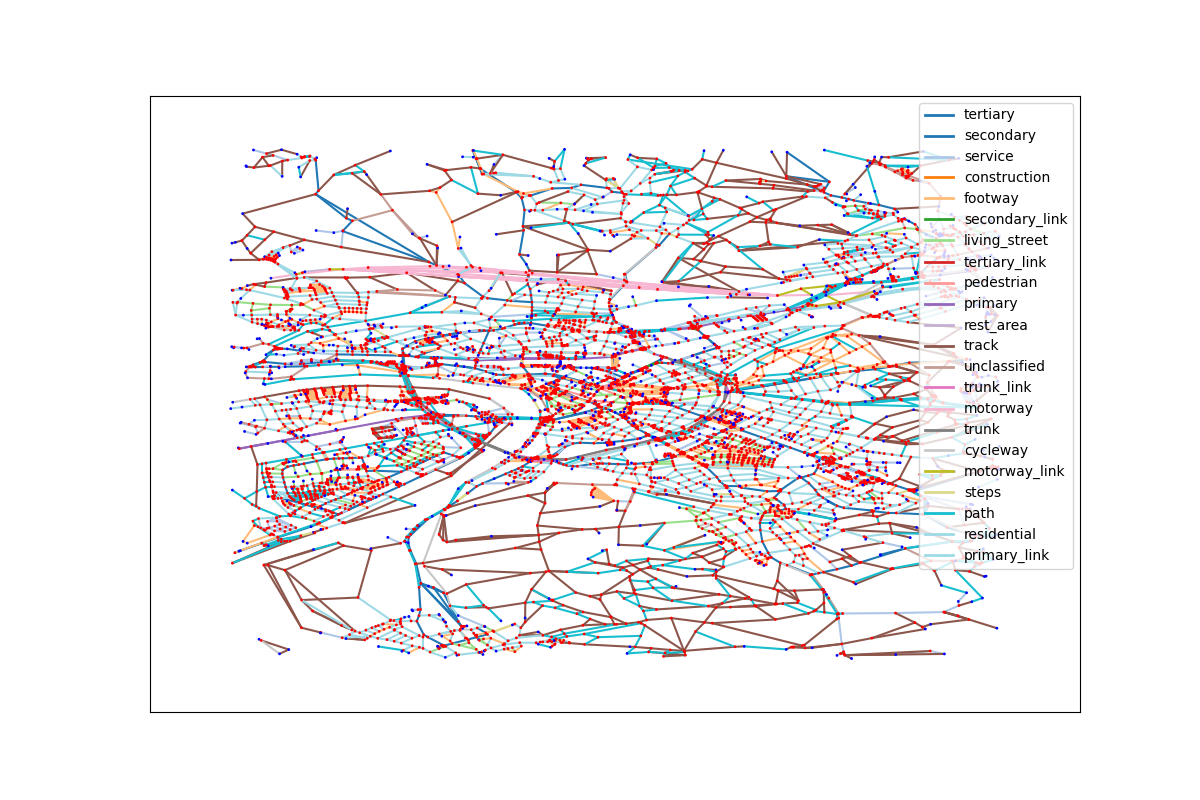 tertiary
secondary
service
construction
footway
secondary_link
living_street
tertiary_link
pedestrian
primary
rest_area
track
unclassified
trunk_link
motorway
trunk
cycleway
motorway_link
steps
path
residential
primary_link